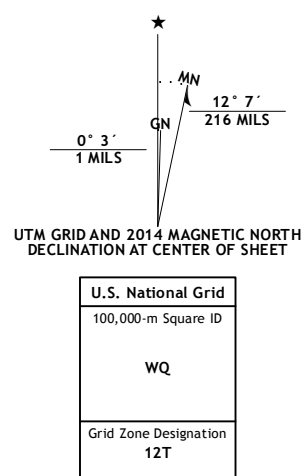 ★
MN
GN
12° 7´
216 MILS
0° 3´
1 MILS
UTM GRID AND 2014 MAGNETIC NORTH
DECLINATION AT CENTER OF SHEET
U.S. National Grid
100,000-m Square ID
WQ
Grid Zone Designation
12T